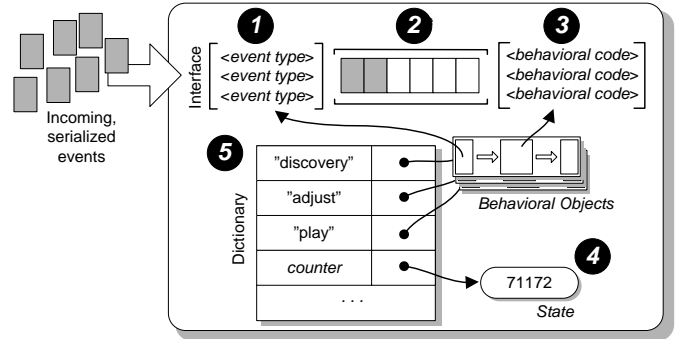 1
2
3
Interface
<event type>
<event type>
<event type>
<behavioral code>
<behavioral code>
<behavioral code>
Incoming,
serialized
events
5
Dictionary
"discovery"
"adjust"
"play"
counter
. . .
Behavioral Objects
4
71172
State